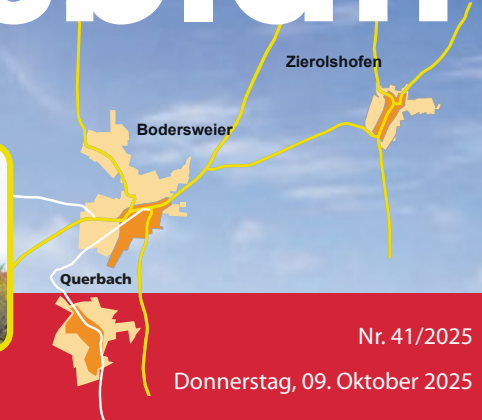 Zierolshofen
Bodersweier
Querbach
Nr. 41/2025
Donnerstag, 09. Oktober 2025